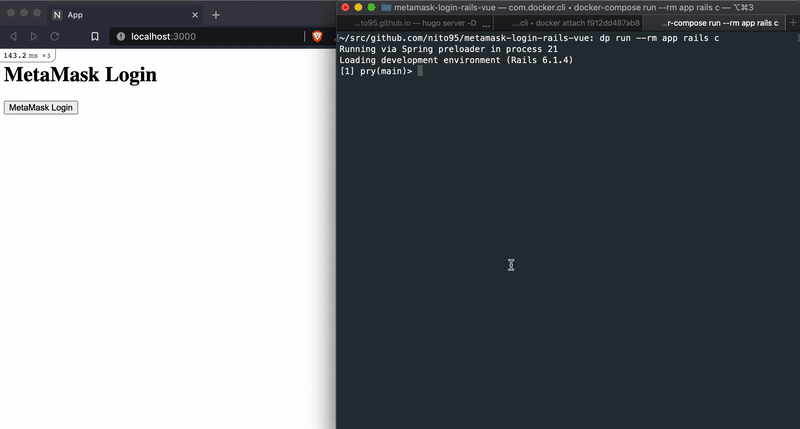 App
localhost:3000
143.2 ms ×3
MetaMask Login
MetaMask Login
metamask-login-rails-vue — com.docker.cli • docker-compose run --rm app rails c — ⌥⌘3
...to95.github.io — hugo server -D ...
...cli • docker attach f912dd487ab8
...r-compose run --rm app rails c
~/src/github.com/nito95/metamask-login-rails-vue: dp run --rm app rails c
Running via Spring preloader in process 21
Loading development environment (Rails 6.1.4)
[1] pry(main)>